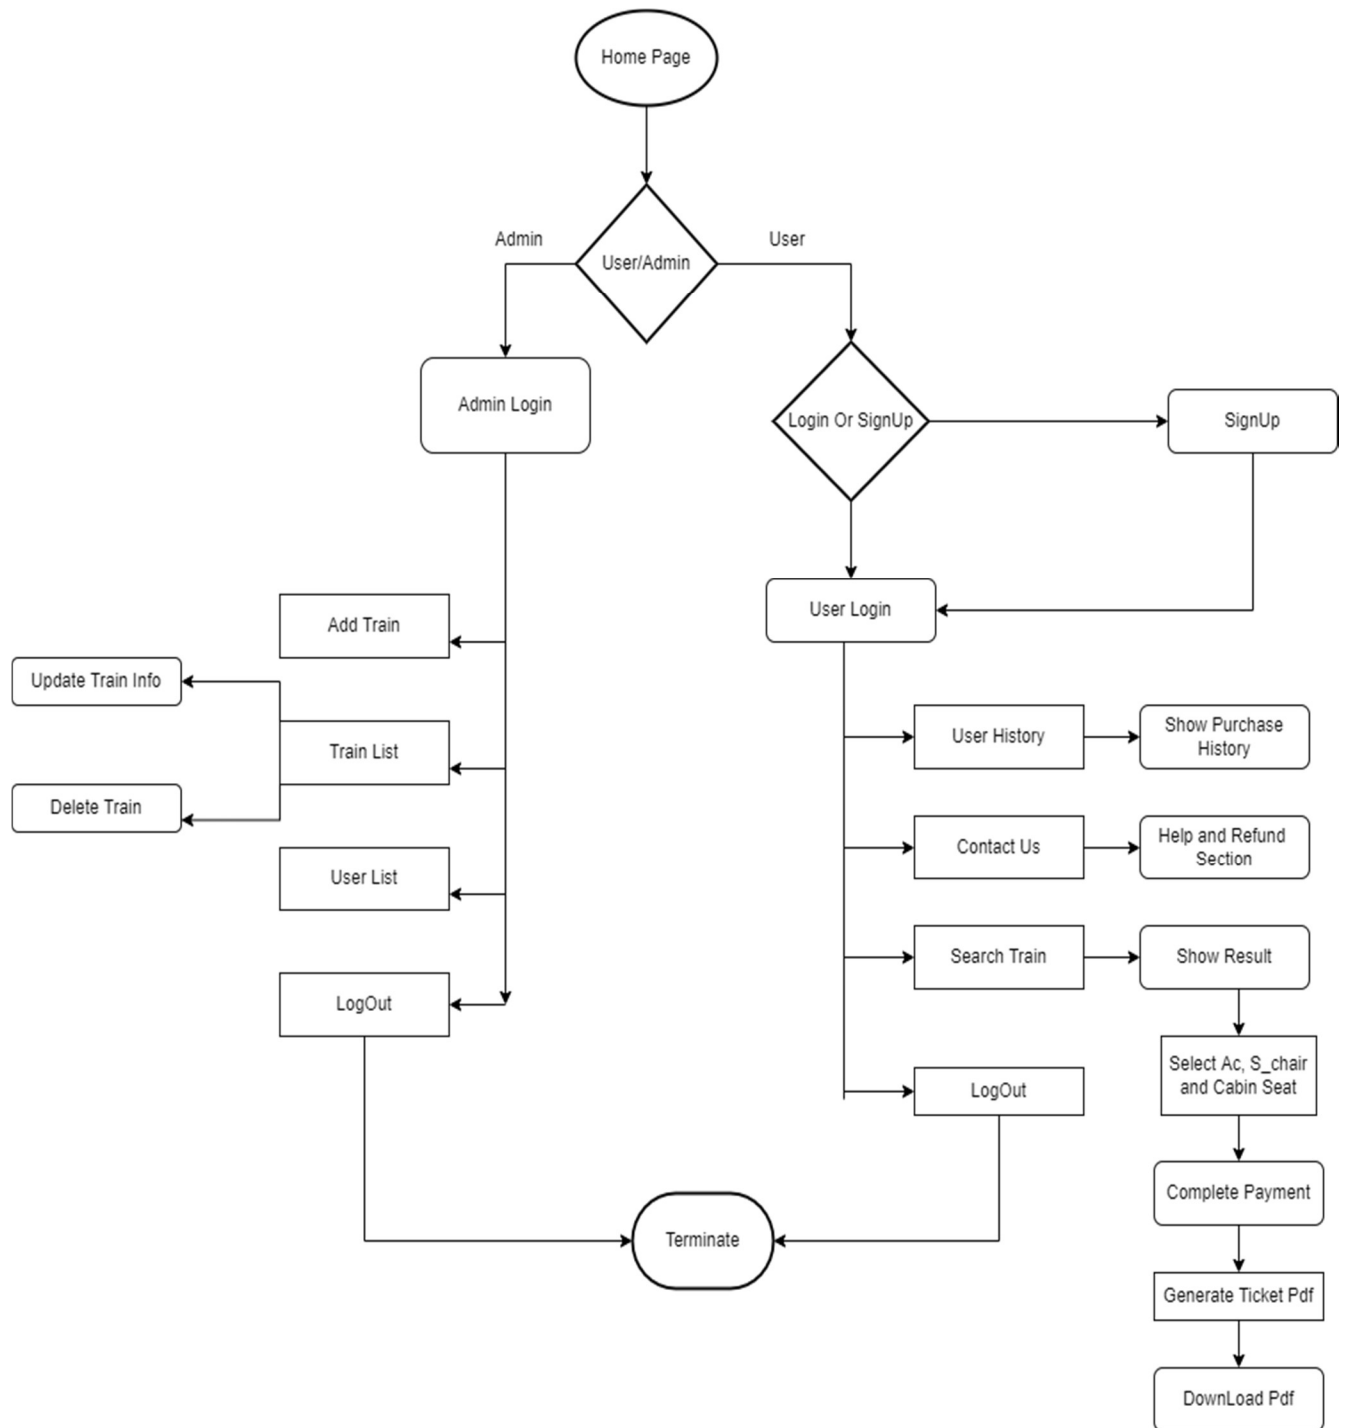 Home Page
Admin
User
User/Admin
Admin Login
Login Or SignUp
SignUp
Add Train
User Login
Update Train Info
Train List
Delete Train
User List
LogOut
User History
Show Purchase
History
Contact Us
Help and Refund
Section
Search Train
Show Result
Select Ac, S_chair
and Cabin Seat
LogOut
Complete Payment
Terminate
Generate Ticket Pdf
DownLoad Pdf